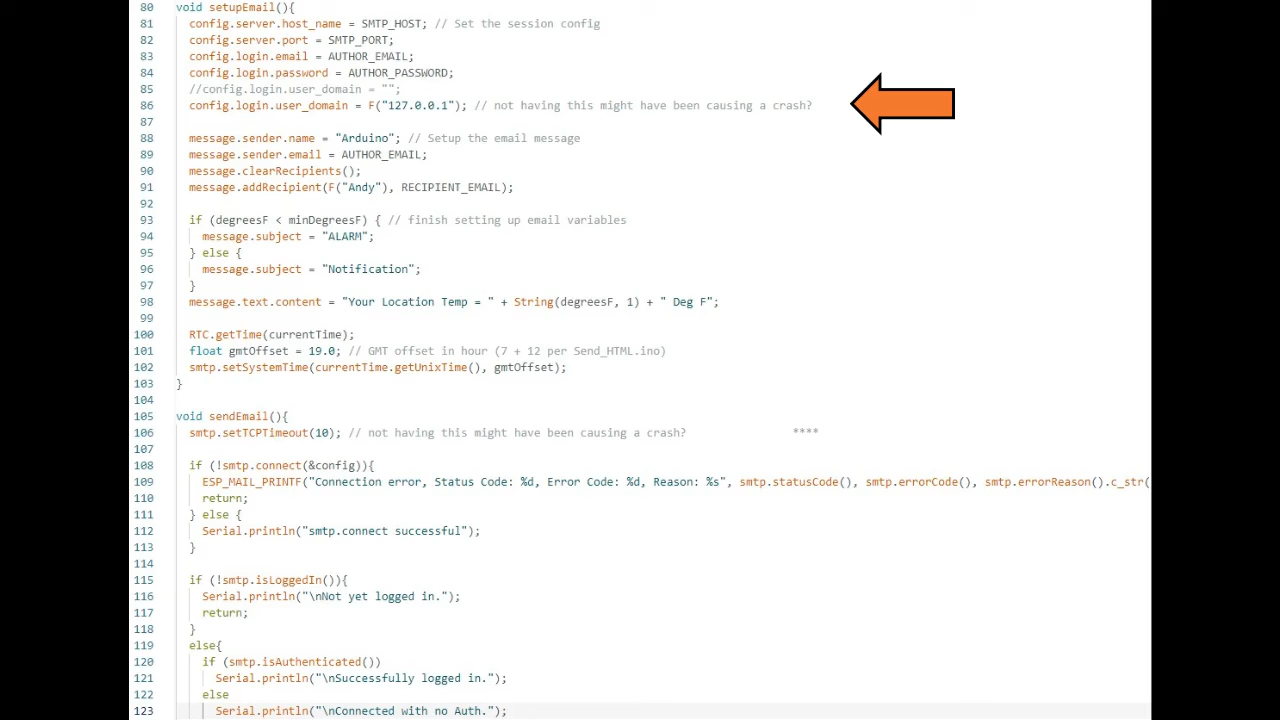 80 void setupEmail(){
81 config.server.host_name = SMTP_HOST; // Set the session config
82 config.server.port = SMTP_PORT;
83 config.login.email = AUTHOR_EMAIL;
84 config.login.password = AUTHOR_PASSWORD;
85 //config.login.user_domain = "";
86 config.login.user_domain = F("127.0.0.1"); // not having this might have been causing a crash?
87
88 message.sender.name = "Arduino"; // Setup the email message
89 message.sender.email = AUTHOR_EMAIL;
90 message.clearRecipients();
91 message.addRecipient(F("Andy"), RECIPIENT_EMAIL);
92
93 if (degreesF < minDegreesF) { // finish setting up email variables
94 message.subject = "ALARM";
95 } else {
96 message.subject = "Notification";
97 }
98 message.text.content = "Your Location Temp = " + String(degreesF, 1) + " Deg F";
99
100 RTC.getTime(currentTime);
101 float gmtOffset = 19.0; // GMT offset in hour (7 + 12 per Send_HTML.ino)
102 smtp.setSystemTime(currentTime.getUnixTime(), gmtOffset);
103 }
104
105 void sendEmail(){
106 smtp.setTCPTimeout(10); // not having this might have been causing a crash? ****
107
108 if (!smtp.connect(&config)){
109 ESP_MAIL_PRINTF("Connection error, Status Code: %d, Error Code: %d, Reason: %s", smtp.statusCode(), smtp.errorCode(), smtp.errorReason().c_str(
110 return;
111 } else {
112 Serial.println("smtp.connect successful");
113 }
114
115 if (!smtp.isLoggedIn()){
116 Serial.println("\nNot yet logged in.");
117 return;
118 }
119 else{
120 if (smtp.isAuthenticated())
121 Serial.println("\nSuccessfully logged in.");
122 else
123 Serial.println("\nConnected with no Auth.");